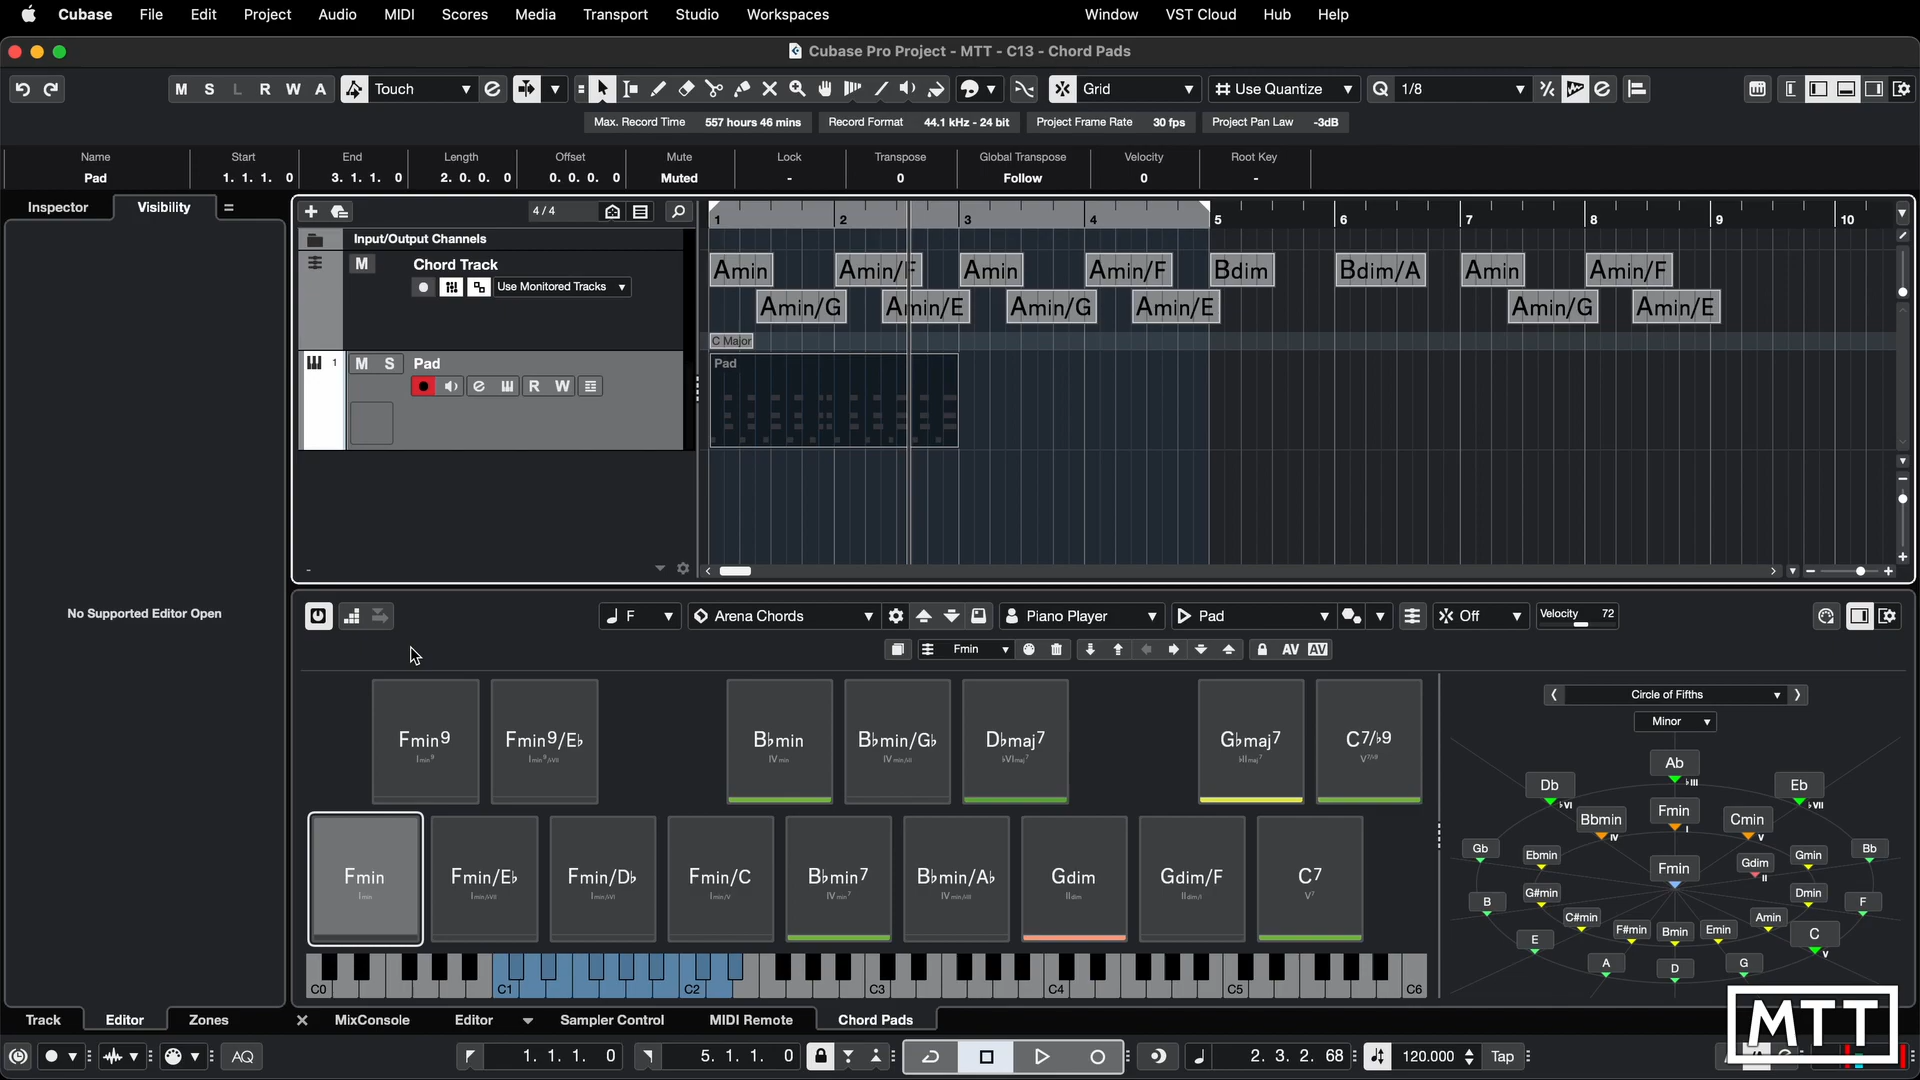 Cubase File Edit Project Audio MIDI Scores Media Transport Studio Workspaces Window VST Cloud Hub Help
Cubase Pro Project - MTT - C13 - Chord Pads
M S L R W A Touch Grid Use Quantize Q 1/8
Max. Record Time 557 hours 46 mins Record Format 44.1 kHz - 24 bit Project Frame Rate 30 fps Project Pan Law -3dB
Name Start End Length Offset Mute Lock Transpose Global Transpose Velocity Root Key
Pad 1. 1. 1. 0 3. 1. 1. 0 2. 0. 0. 0 0. 0. 0. 0 Muted - 0 Follow 0 -
Inspector Visibility
4/4
1 2 3 4 5 6 7 8 9 10
Input/Output Channels
M Chord Track
Use Monitored Tracks
Amin Amin/F Amin Amin/F Bdim Bdim/A Amin Amin/F
Amin/G Amin/E Amin/G Amin/E Amin/G Amin/E
C Major
1 M S Pad
R W
Pad
No Supported Editor Open
F Arena Chords Piano Player Pad Off Velocity 72
Fmin AV AV
Fmin9 Fmin9/E♭ B♭min B♭min/G♭ D♭maj7 G♭maj7 C7/♭9
Fmin Fmin/E♭ Fmin/D♭ Fmin/C B♭min7 B♭min/A♭ Gdim Gdim/F C7
C0 C1 C2 C3 C4 C5 C6
Circle of Fifths
Minor
Ab
♭III
Db Eb
♭VI ♭VII
Bbmin Fmin Cmin
IV I V
Gb Ebmin Fmin Gdim Gmin Bb
II
B G#min Dmin F
C#min F#min Bmin Emin Amin
E C
V
A D G
Track Editor Zones MixConsole Editor Sampler Control MIDI Remote Chord Pads
AQ 1. 1. 1. 0 5. 1. 1. 0 2. 3. 2. 68 120.000 Tap
MTT